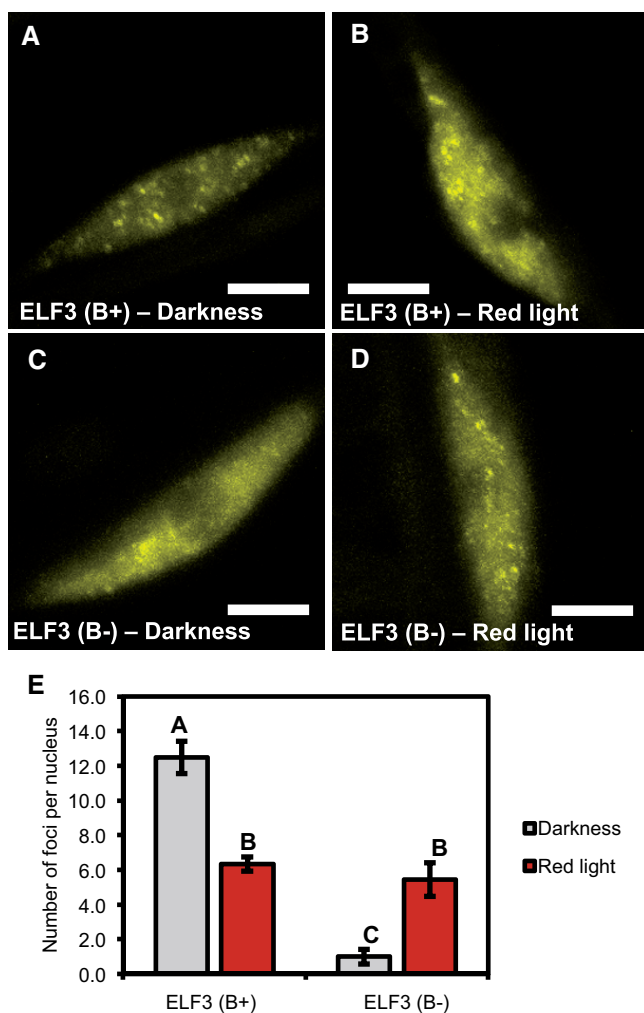 A
ELF3 (B+) – Darkness
B
ELF3 (B+) – Red light
C
ELF3 (B-) – Darkness
D
ELF3 (B-) – Red light
E
Number of foci per nucleus
16.0
14.0
12.0
10.0
8.0
6.0
4.0
2.0
0.0
A
B
C
B
ELF3 (B+)
ELF3 (B-)
Darkness
Red light